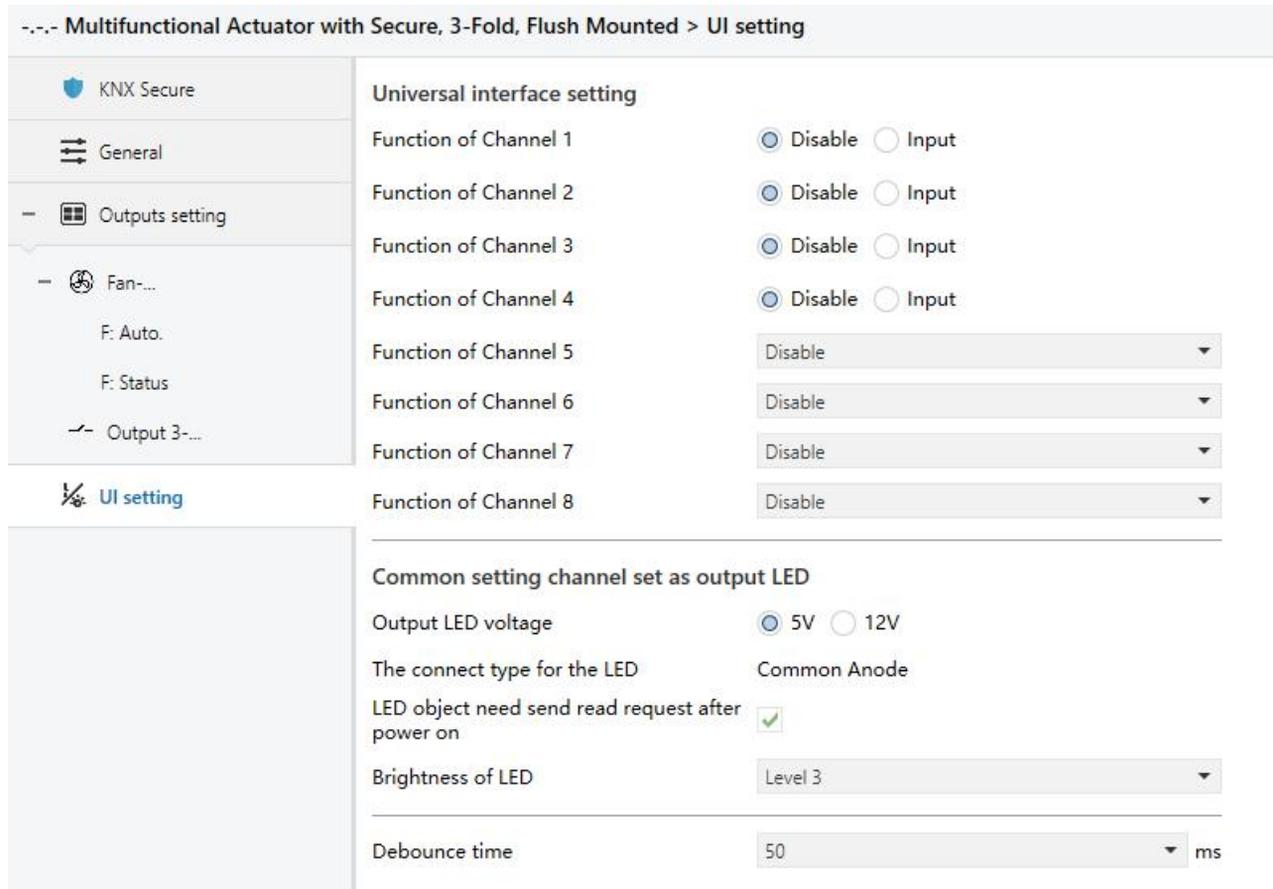 -.-.- Multifunctional Actuator with Secure, 3-Fold, Flush Mounted > UI setting
KNX Secure
General
Outputs setting
Fan-...
F: Auto.
F: Status
Output 3-...
UI setting
Universal interface setting
Function of Channel 1 Disable Input
Function of Channel 2 Disable Input
Function of Channel 3 Disable Input
Function of Channel 4 Disable Input
Function of Channel 5 Disable
Function of Channel 6 Disable
Function of Channel 7 Disable
Function of Channel 8 Disable
Common setting channel set as output LED
Output LED voltage 5V 12V
The connect type for the LED Common Anode
LED object need send read request after
power on
Brightness of LED Level 3
Debounce time 50 ms